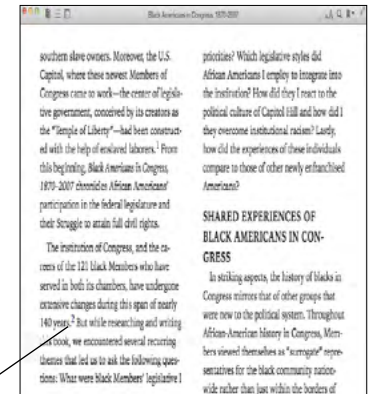 Black Americans in Congress, 1870-2007
southern slave owners. Moreover, the U.S.
Capitol, where these newest Members of
Congress came to work—the center of legisla-
tive government, conceived by its creators as
the “Temple of Liberty”—had been construct-
ed with the help of enslaved laborers.1 From
this beginning, Black Americans in Congress,
1870-2007 chronicles African Americans'
participation in the federal legislature and
their Struggle to attain full civil rights.
The institution of Congress, and the ca-
reers of the 121 black Members who have
served in both its chambers, have undergone
extensive changes during this span of nearly
140 years.2 But while researching and writing
this book, we encountered several recurring
themes that led us to ask the following ques-
tions: What were black Members' legislative I
priorities? Which legislative styles did
African Americans I employ to integrate into
the institution? How did they I react to the
political culture of Capitol Hill and how did I
they overcome institutional racism? Lastly,
how did the experiences of these individuals
compare to those of other newly enfranchised
Americans?
SHARED EXPERIENCES OF
BLACK AMERICANS IN CON-
GRESS
In striking aspects, the history of blacks in
Congress mirrors that of other groups that
were new to the political system. Throughout
African-American history in Congress, Mem-
bers viewed themselves as “surrogate” repre-
sentatives for the black community nation-
wide rather than just within the borders of